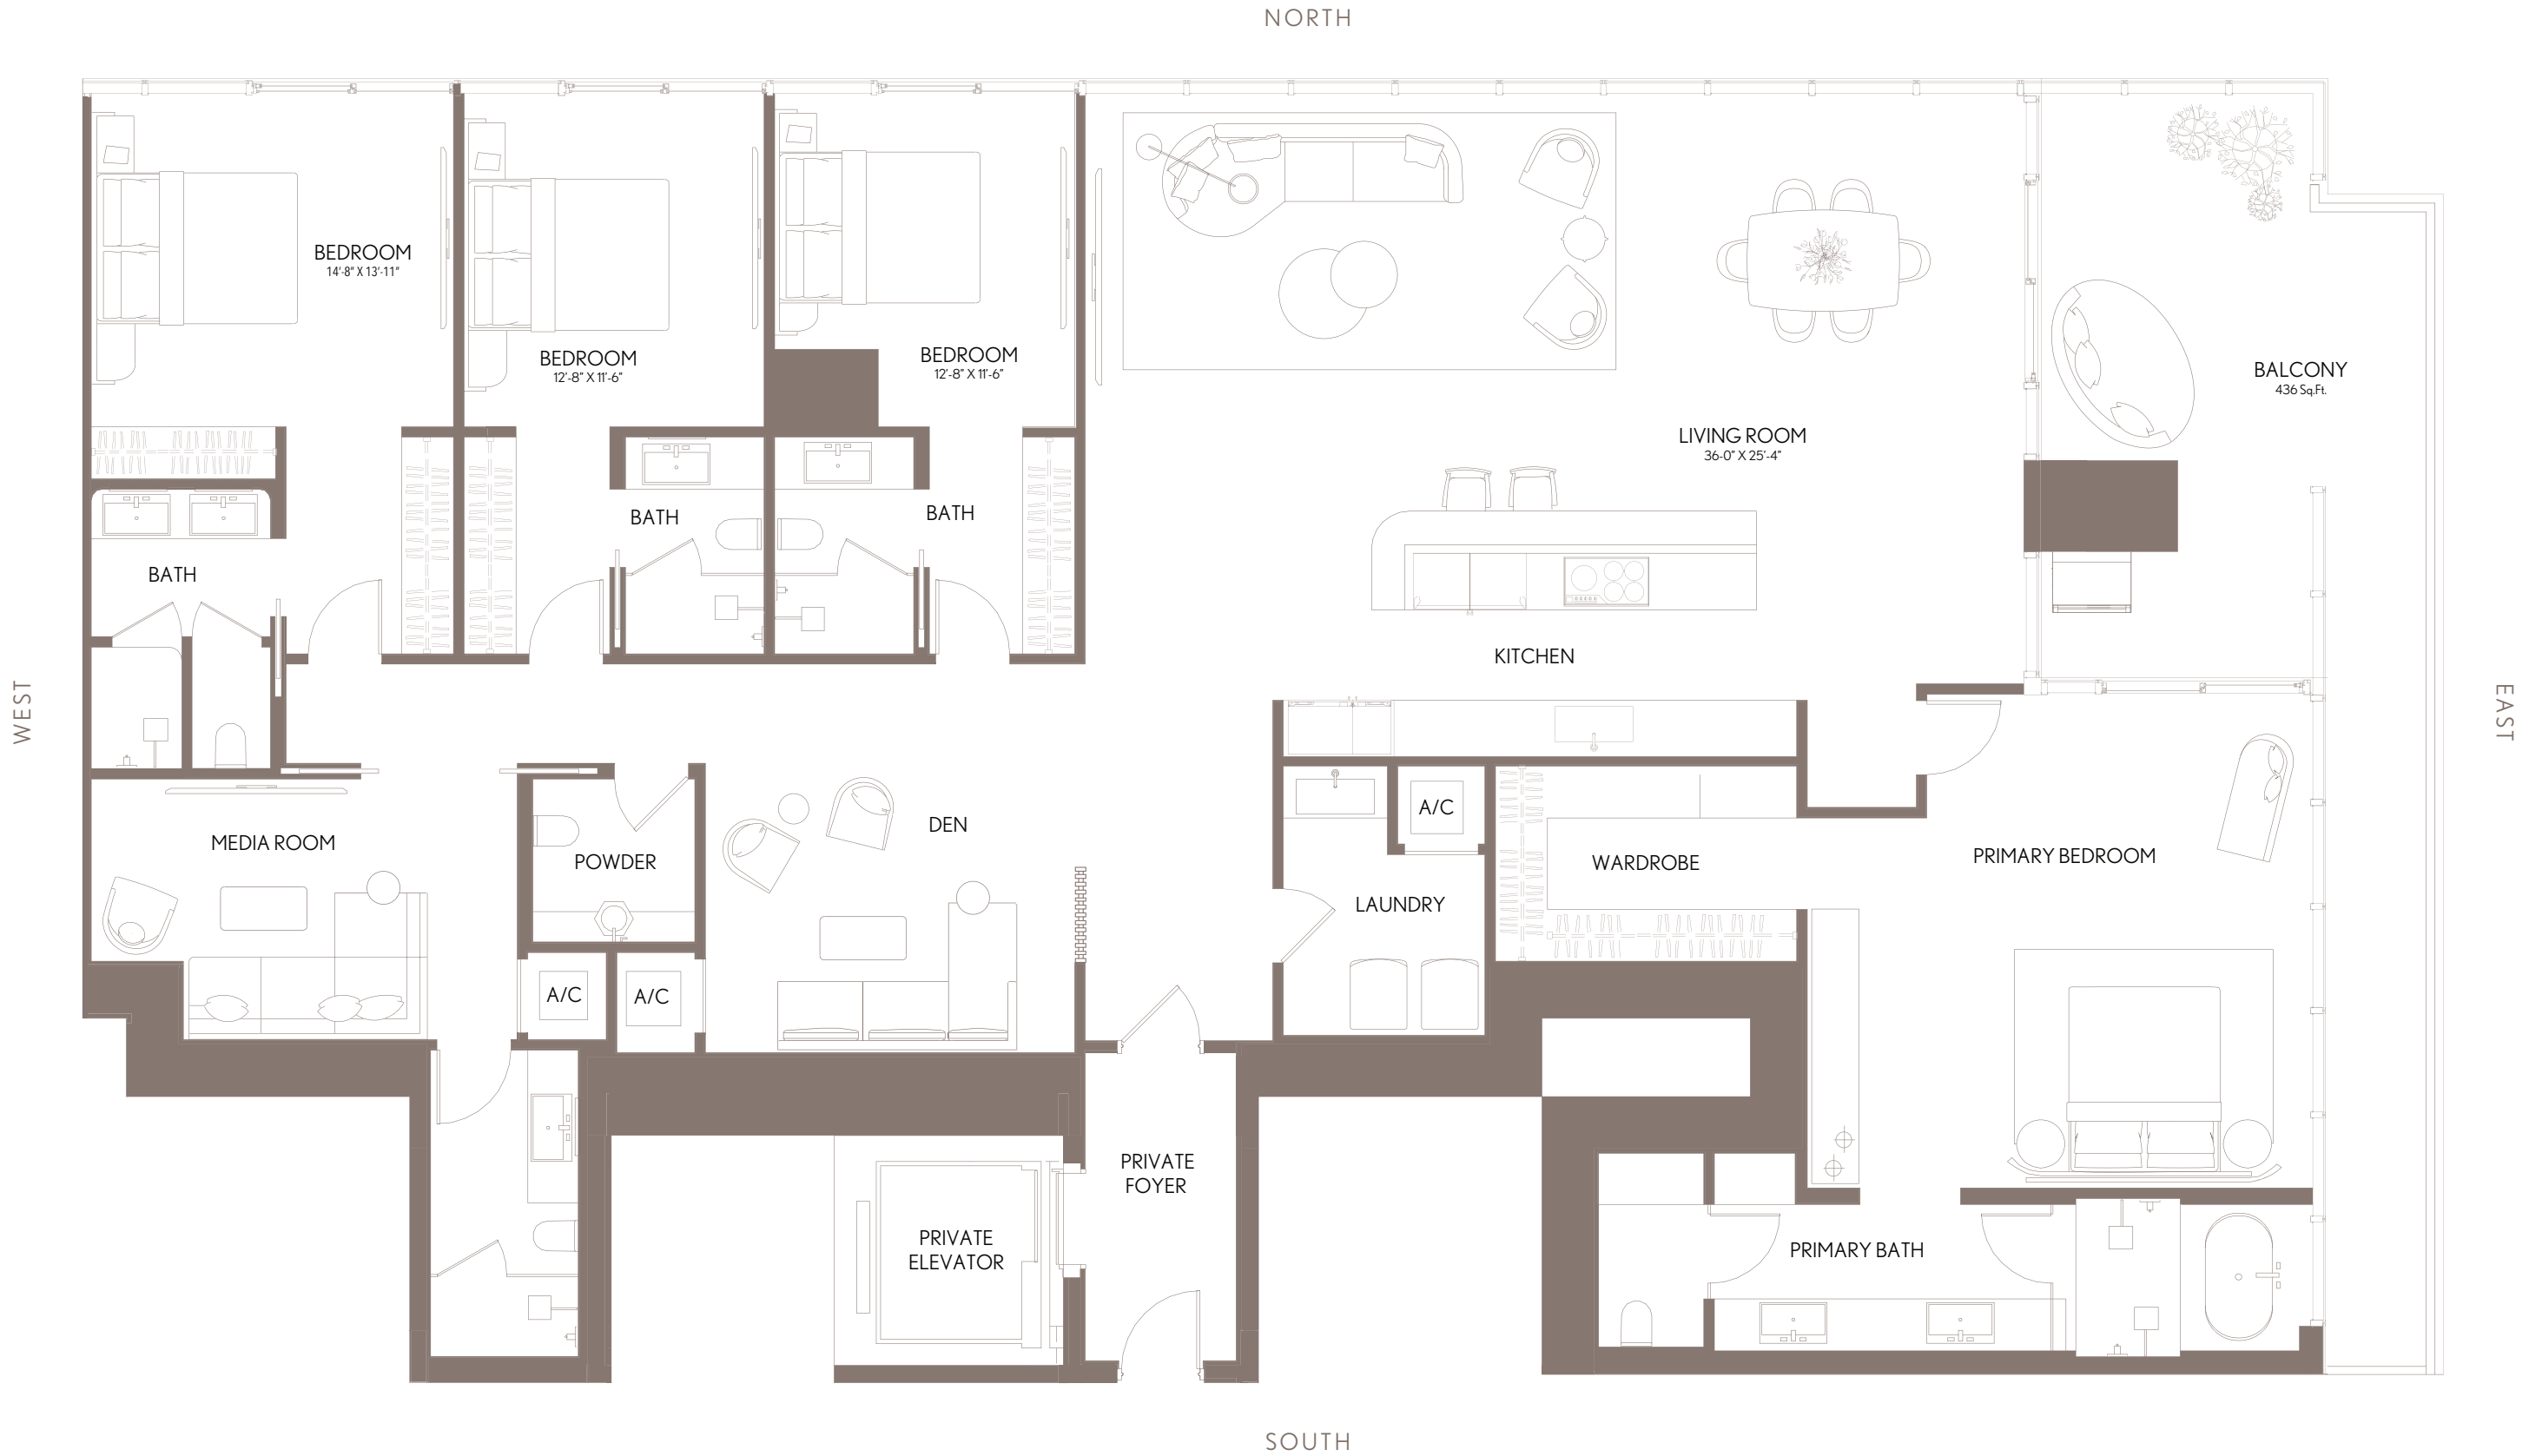 NORTH
BEDROOM
14'-8" X 13'-11"
BEDROOM
12'-8" X 11'-6"
BEDROOM
12'-8" X 11'-6"
BALCONY
436 Sq.Ft.
LIVING ROOM
36-0" X 25'-4"
BATH
BATH
BATH
KITCHEN
WEST
EAST
A/C
DEN
MEDIA ROOM
POWDER
WARDROBE
PRIMARY BEDROOM
LAUNDRY
A/C
A/C
PRIVATE
FOYER
PRIVATE
ELEVATOR
PRIMARY BATH
SOUTH